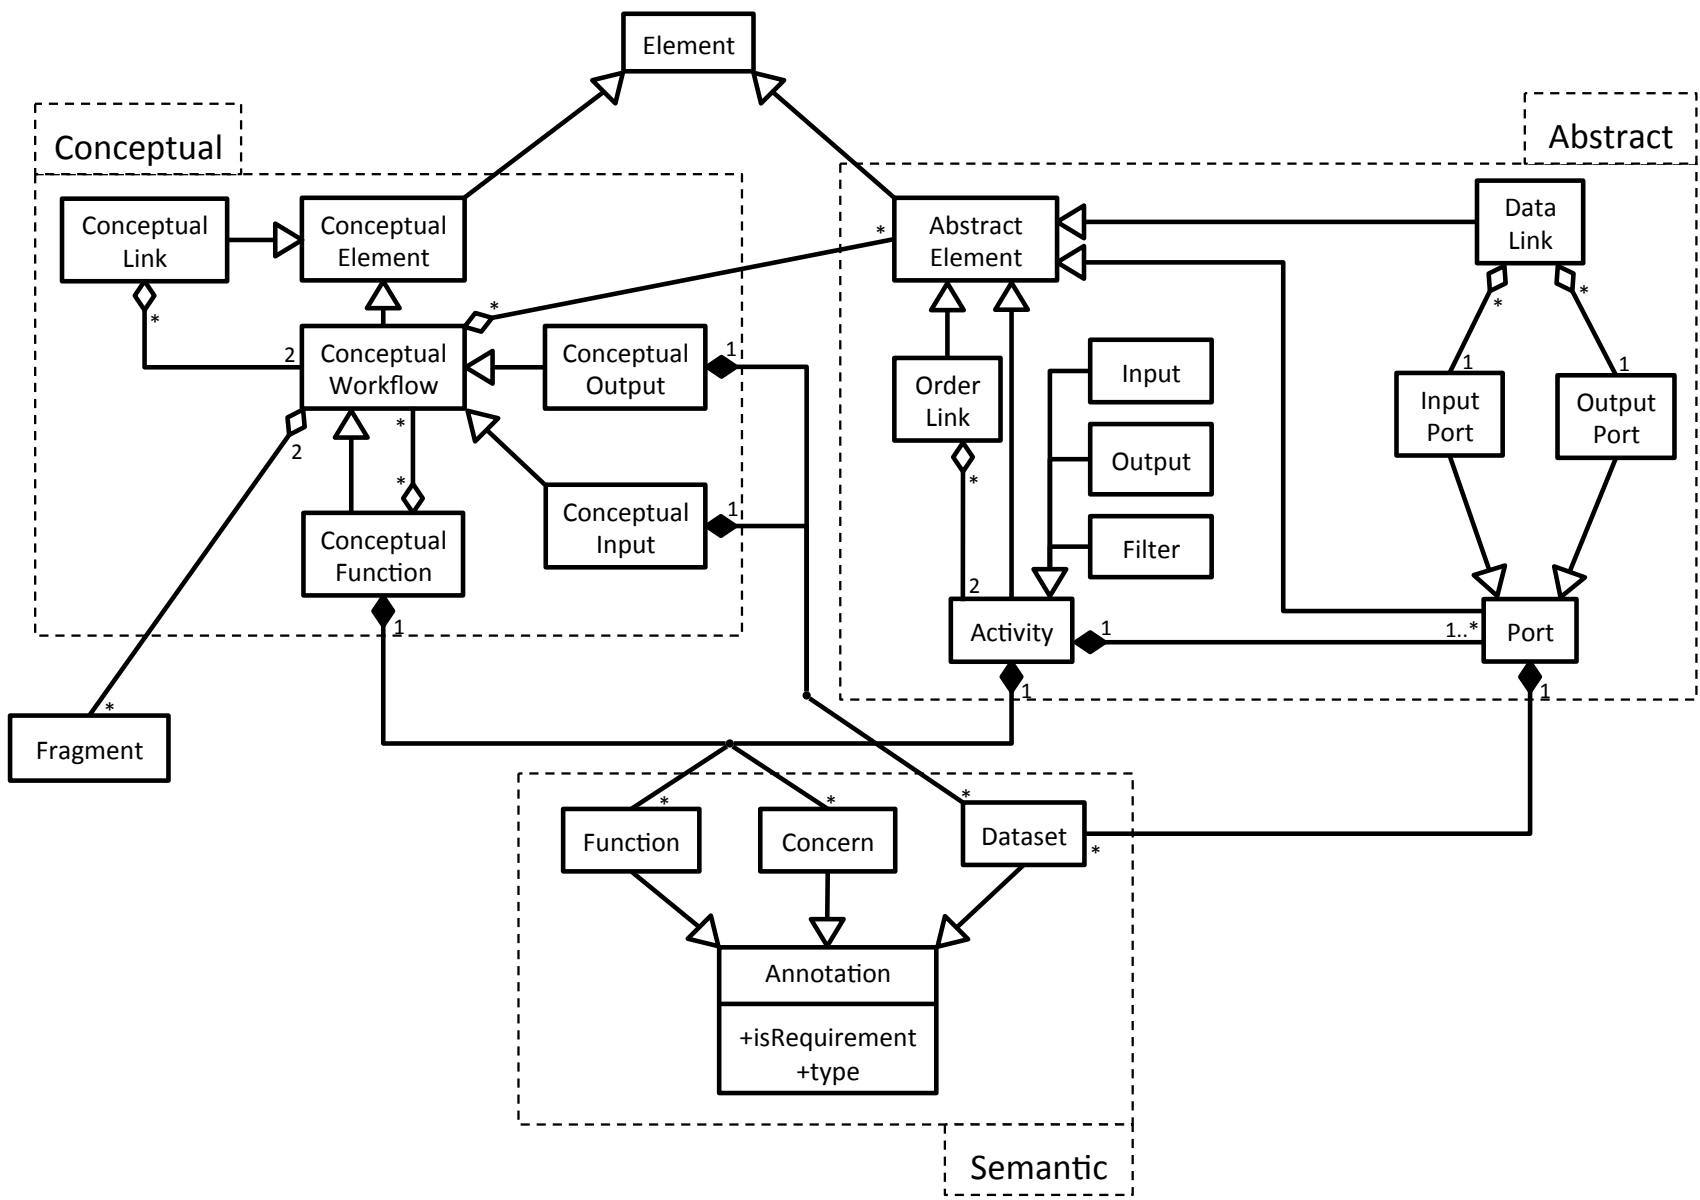 Element
Conceptual
Abstract
Conceptual
Link
Conceptual
Element
Abstract
Element
Data
Link
*
*
*
*
*
*
2
Conceptual
Workflow
Conceptual
Output
1
Order
Link
Input
1
1
Input
Port
Output
Port
*
2
*
*
Output
Conceptual
Function
Conceptual
Input
1
Filter
2
1
Activity
1
1..*
Port
1
1
*
Fragment
*
*
*
Function
Concern
Dataset
*
Annotation
+isRequirement
+type
Semantic